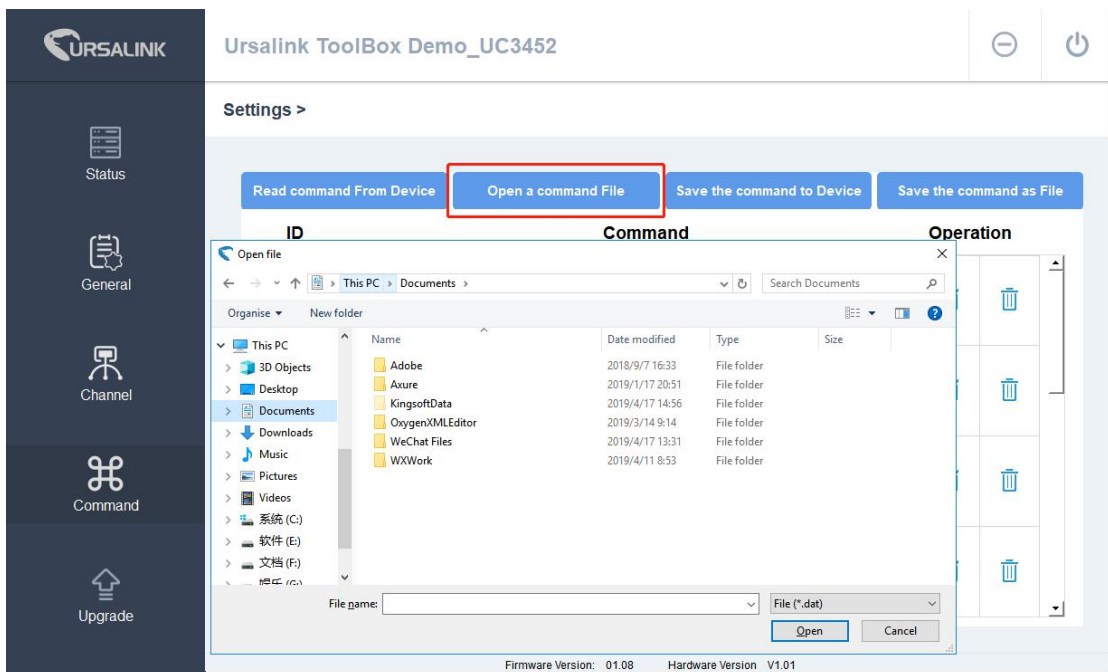 URSALINK
Ursalink ToolBox Demo_UC3452
Settings >
Status
General
Channel
Command
Upgrade
Read command From Device
Open a command File
Save the command to Device
Save the command as File
ID Command Operation
Open file
This PC > Documents >
Search Documents
Organise New folder
Name Date modified Type Size
This PC
3D Objects
Desktop
Documents
Downloads
Music
Pictures
Videos
系统 (C:)
软件 (E:)
文档 (F:)
娱乐 (G:)
Adobe 2018/9/7 16:33 File folder
Axure 2019/1/17 20:51 File folder
KingsoftData 2019/4/17 14:56 File folder
OxygenXMLEditor 2019/3/14 9:14 File folder
WeChat Files 2019/4/17 13:31 File folder
WXWork 2019/4/11 8:53 File folder
File name: File (*.dat)
Open Cancel
Firmware Version: 01.08 Hardware Version V1.01